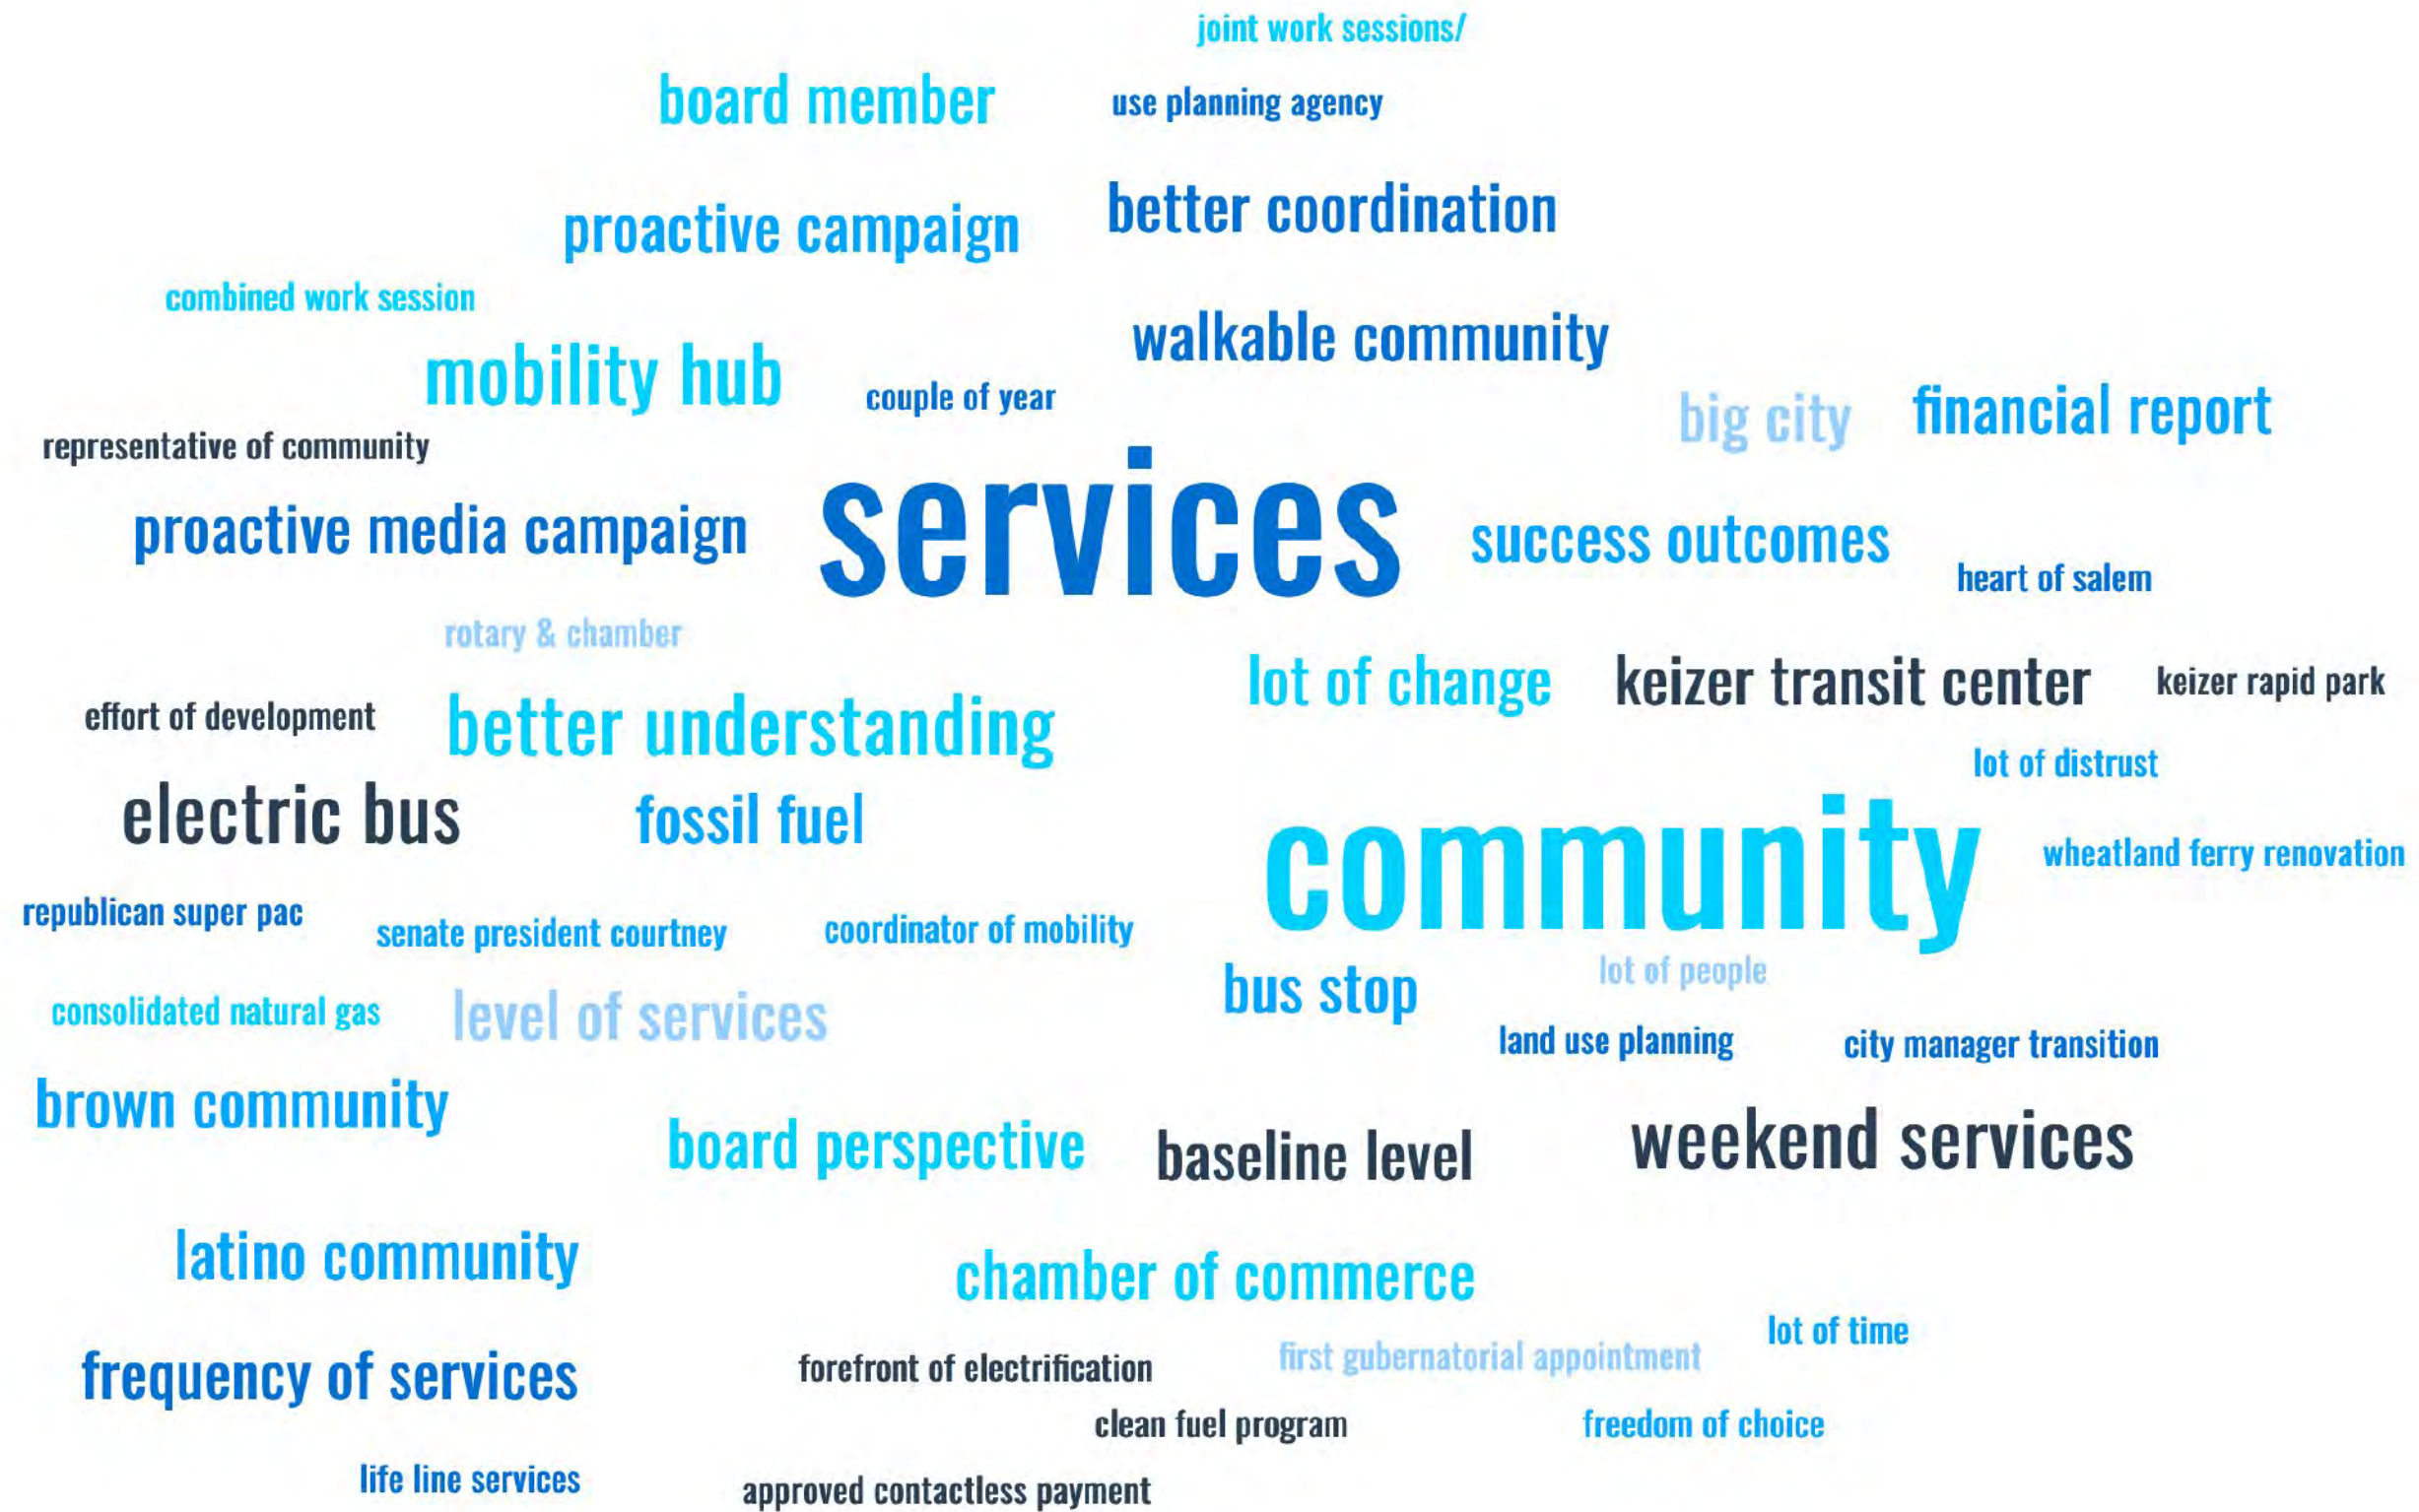 joint work sessions/
board member
use planning agency
better coordination
proactive campaign
combined work session
walkable community
mobility hub
couple of year
big city
financial report
representative of community
services
proactive media campaign
success outcomes
heart of salem
rotary & chamber
lot of change
keizer transit center
keizer rapid park
effort of development
better understanding
lot of distrust
electric bus
fossil fuel
community
wheatland ferry renovation
republican super pac
senate president courtney
coordinator of mobility
lot of people
bus stop
consolidated natural gas
level of services
land use planning
city manager transition
brown community
board perspective
baseline level
weekend services
latino community
chamber of commerce
lot of time
frequency of services
forefront of electrification
first gubernatorial appointment
clean fuel program
freedom of choice
life line services
approved contactless payment